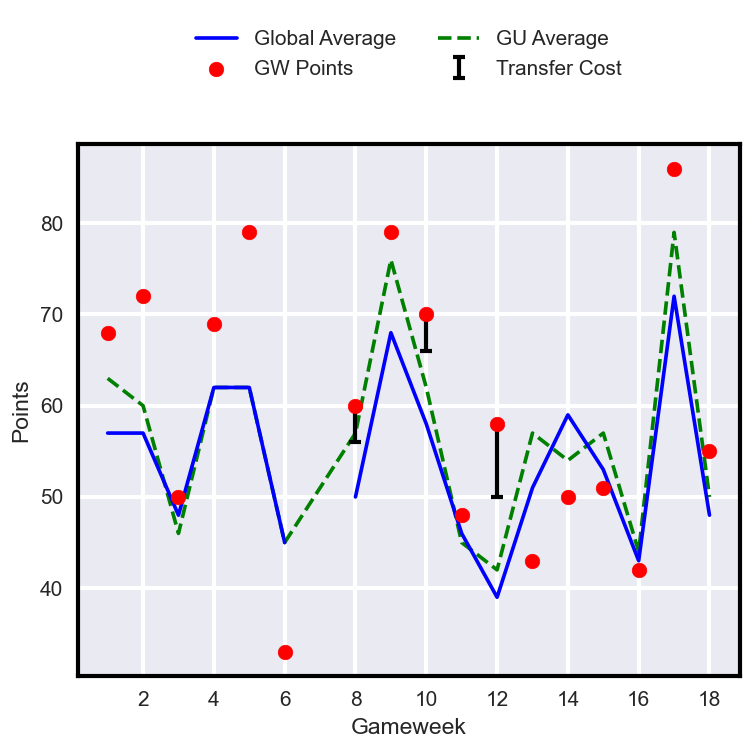 Global Average GU Average
GW Points Transfer Cost
80
70
60
50
40
Points
2 4 6 8 10 12 14 16 18
Gameweek